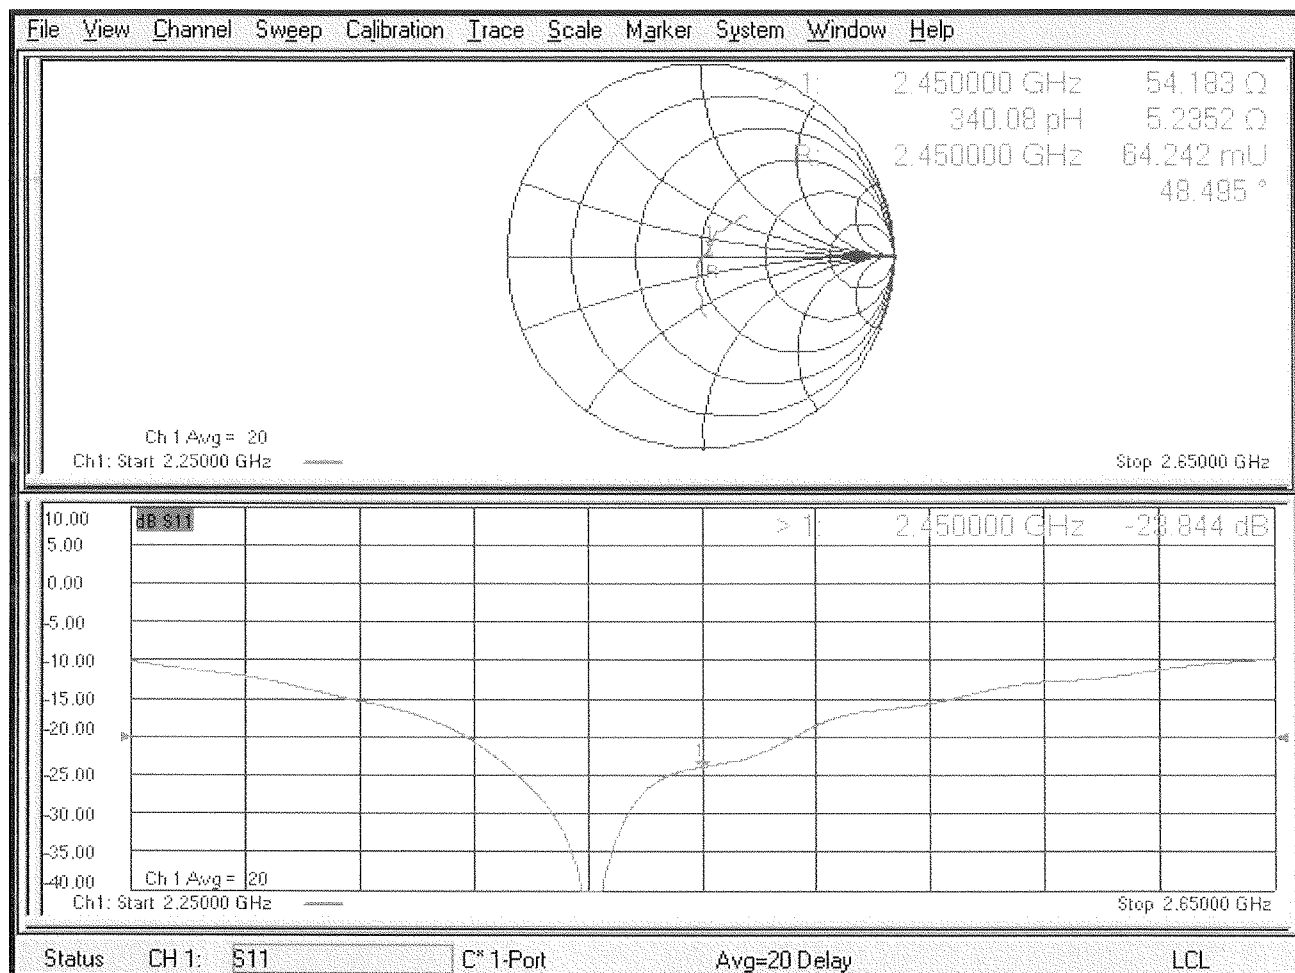 File View Channel Sweep Calibration Trace Scale Marker System Window Help
> 1: 2.450000 GHz 54.183 Ω
340.08 pH 5.2352 Ω
R: 2.450000 GHz 64.242 mU
48.495 °
1
R
Ch 1 Avg = 20
Ch1: Start 2.25000 GHz Stop 2.65000 GHz
10.00 dB S11 > 1: 2.450000 GHz -23.844 dB
5.00
0.00
-5.00
-10.00
-15.00
-20.00
1
-25.00
-30.00
-35.00
-40.00 Ch 1 Avg = 20
Ch1: Start 2.25000 GHz Stop 2.65000 GHz
Status CH 1: S11 C* 1-Port Avg=20 Delay LCL